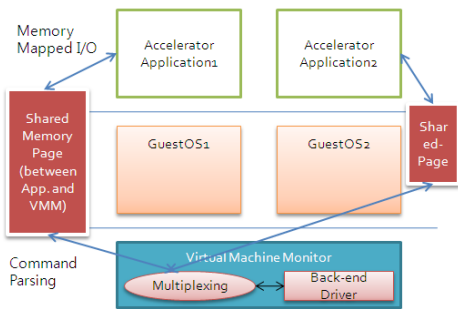 Memory
Mapped I/O
Accelerator
Application1
Accelerator
Application2
Shared
Memory
Page
(between
App. and
VMM)
GuestOS1
GuestOS2
Shar
ed-
Page
Command
Parsing
Virtual Machine Monitor
Multiplexing
Back-end
Driver